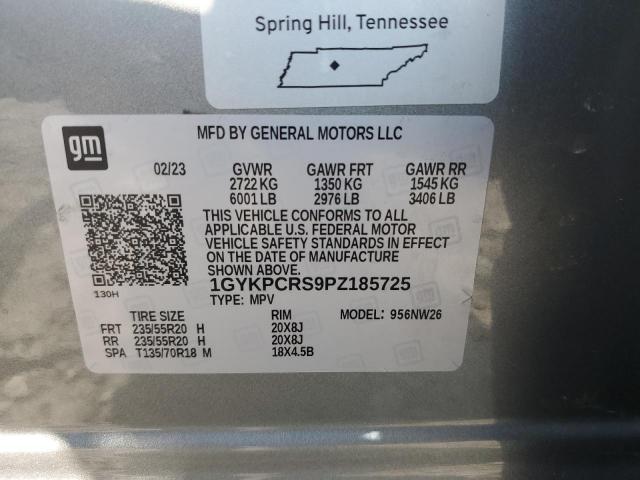 Spring Hill, Tennessee
gm
MFD BY GENERAL MOTORS LLC
02/23 GVWR GAWR FRT GAWR RR
2722 KG 1350 KG 1545 KG
6001 LB 2976 LB 3406 LB
THIS VEHICLE CONFORMS TO ALL
APPLICABLE U.S. FEDERAL MOTOR
VEHICLE SAFETY STANDARDS IN EFFECT
ON THE DATE OF MANUFACTURE
SHOWN ABOVE.
130H
1GYKPCRS9PZ185725
TYPE: MPV
TIRE SIZE RIM MODEL: 956NW26
FRT 235/55R20 H 20X8J
RR 235/55R20 H 20X8J
SPA T135/70R18 M 18X4.5B